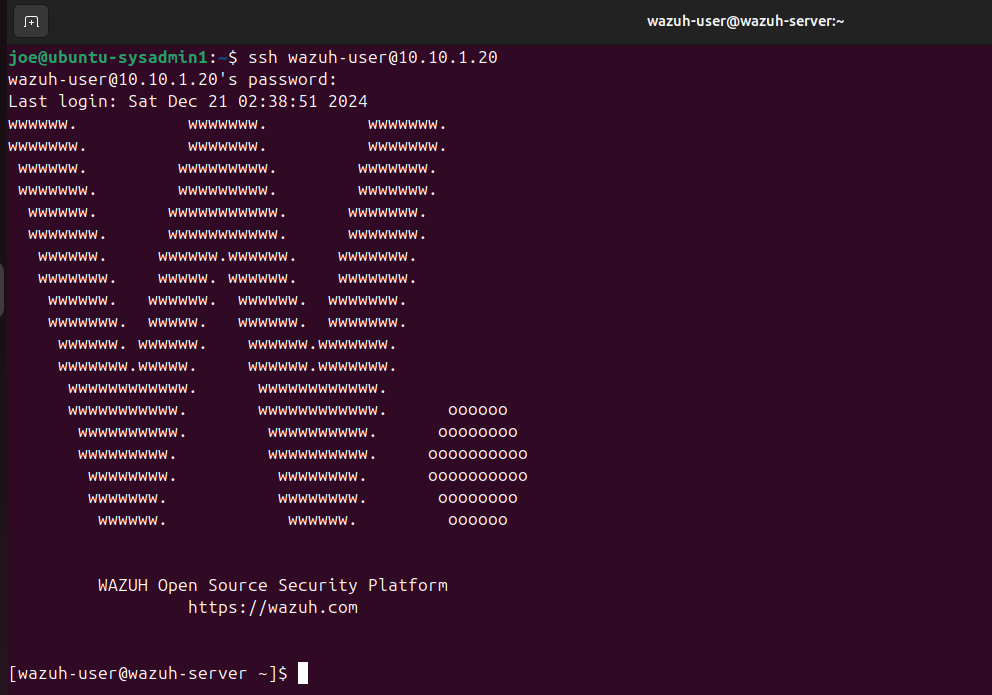 wazuh-user@wazuh-server:~
joe@ubuntu-sysadmin1:~$ ssh wazuh-user@10.10.1.20
wazuh-user@10.10.1.20's password:
Last login: Sat Dec 21 02:38:51 2024
wwwwww.           wwwwwww.          wwwwwww.
wwwwwww.          wwwwwww.          wwwwwww.
 wwwwww.         wwwwwwwww.        wwwwwww.
 wwwwwww.        wwwwwwwww.        wwwwwww.
  wwwwww.       wwwwwwwwwww.      wwwwwww.
  wwwwwww.      wwwwwwwwwww.      wwwwwww.
   wwwwww.     wwwwww.wwwwww.    wwwwwww.
   wwwwwww.    wwwww. wwwwww.    wwwwwww.
    wwwwww.   wwwwww.  wwwwww.  wwwwwww.
    wwwwwww.  wwwww.   wwwwww.  wwwwwww.
     wwwwww. wwwwww.    wwwwww.wwwwwww.
     wwwwwww.wwwww.     wwwwww.wwwwwww.
      wwwwwwwwwwww.      wwwwwwwwwwww.
      wwwwwwwwwww.       wwwwwwwwwwww.      oooooo
       wwwwwwwwww.        wwwwwwwwww.      oooooooo
       wwwwwwwww.         wwwwwwwwww.     oooooooooo
        wwwwwwww.          wwwwwwww.      oooooooooo
        wwwwwww.           wwwwwwww.       oooooooo
         wwwwww.            wwwwww.         oooooo
WAZUH Open Source Security Platform
https://wazuh.com
[wazuh-user@wazuh-server ~]$